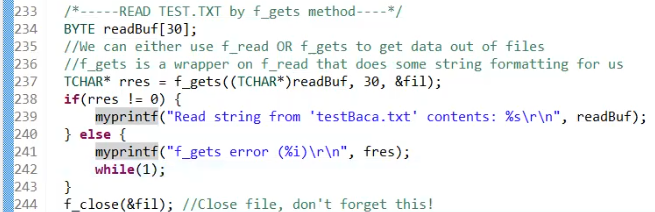 233 /*-----READ TEST.TXT by f_gets method----*/
234 BYTE readBuf[30];
235 //We can either use f_read OR f_gets to get data out of files
236 //f_gets is a wrapper on f_read that does some string formatting for us
237 TCHAR* rres = f_gets((TCHAR*)readBuf, 30, &fil);
238 if(rres != 0) {
239 myprintf("Read string from 'testBaca.txt' contents: %s\r\n", readBuf);
240 } else {
241 myprintf("f_gets error (%i)\r\n", fres);
242 while(1);
243 }
244 f_close(&fil); //Close file, don't forget this!